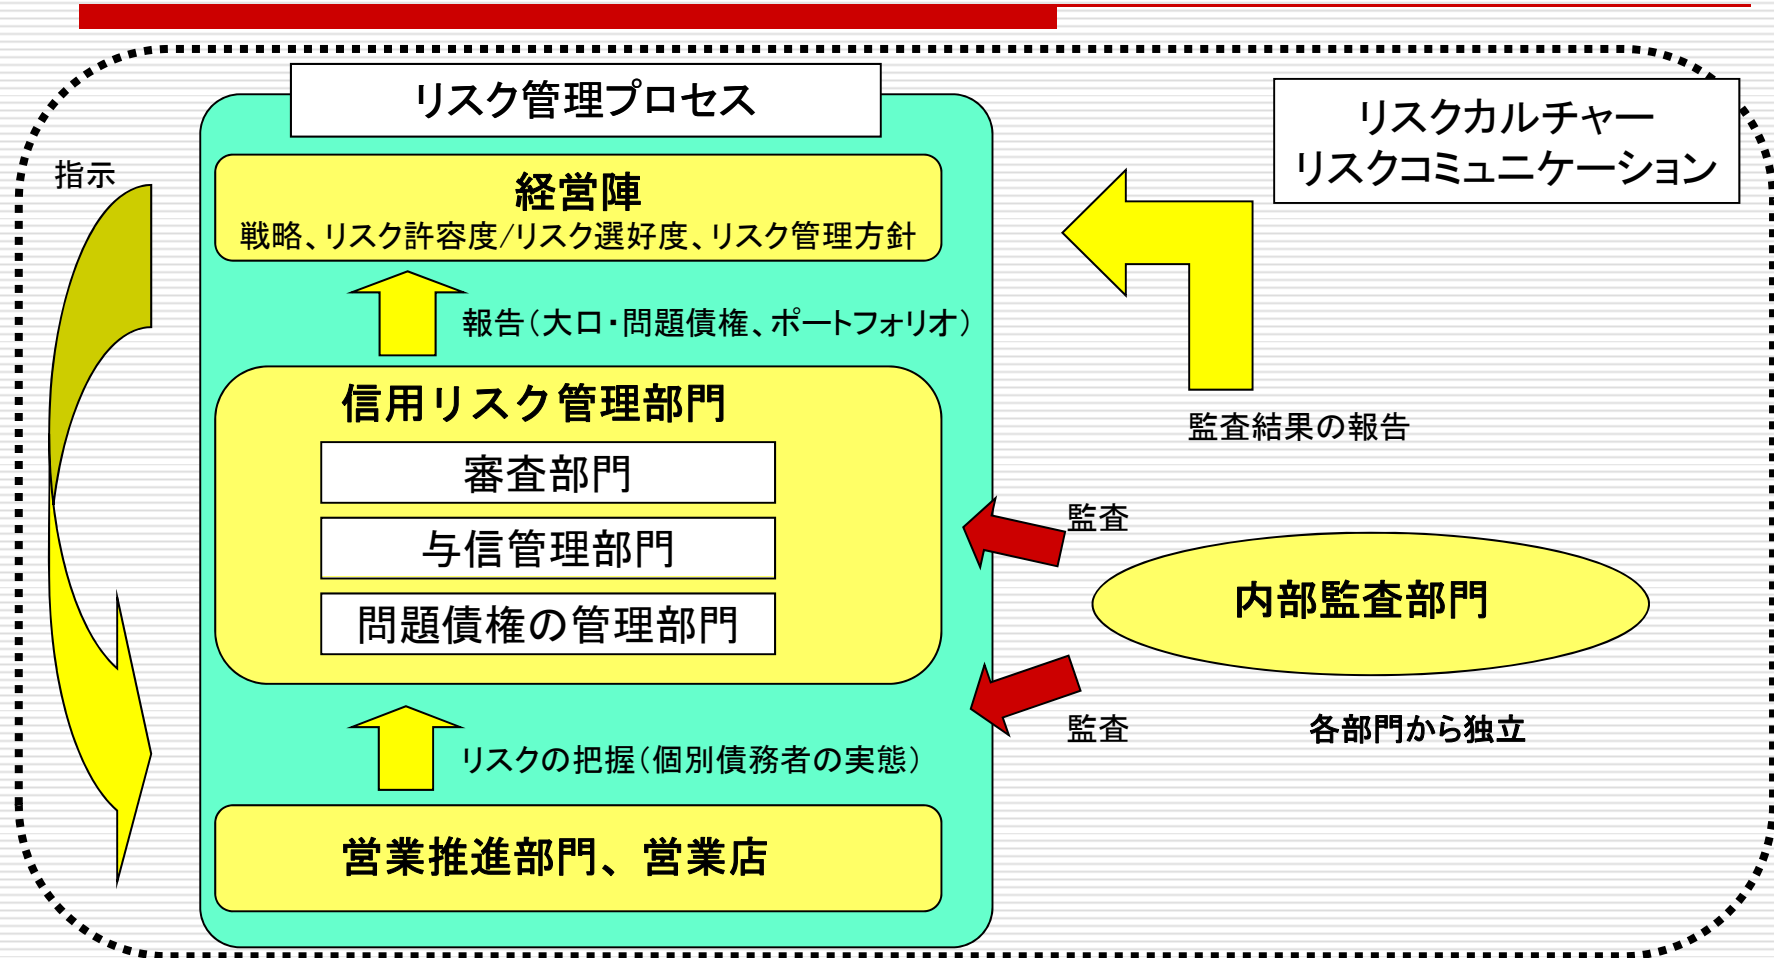 リスク管理プロセス
リスクカルチャー
リスクコミュニケーション
指示
経営陣
戦略、リスク許容度/リスク選好度、リスク管理方針
報告(大口・問題債権、ポートフォリオ)
信用リスク管理部門
監査結果の報告
審査部門
監査
与信管理部門
内部監査部門
問題債権の管理部門
監査
各部門から独立
リスクの把握(個別債務者の実態)
営業推進部門、営業店